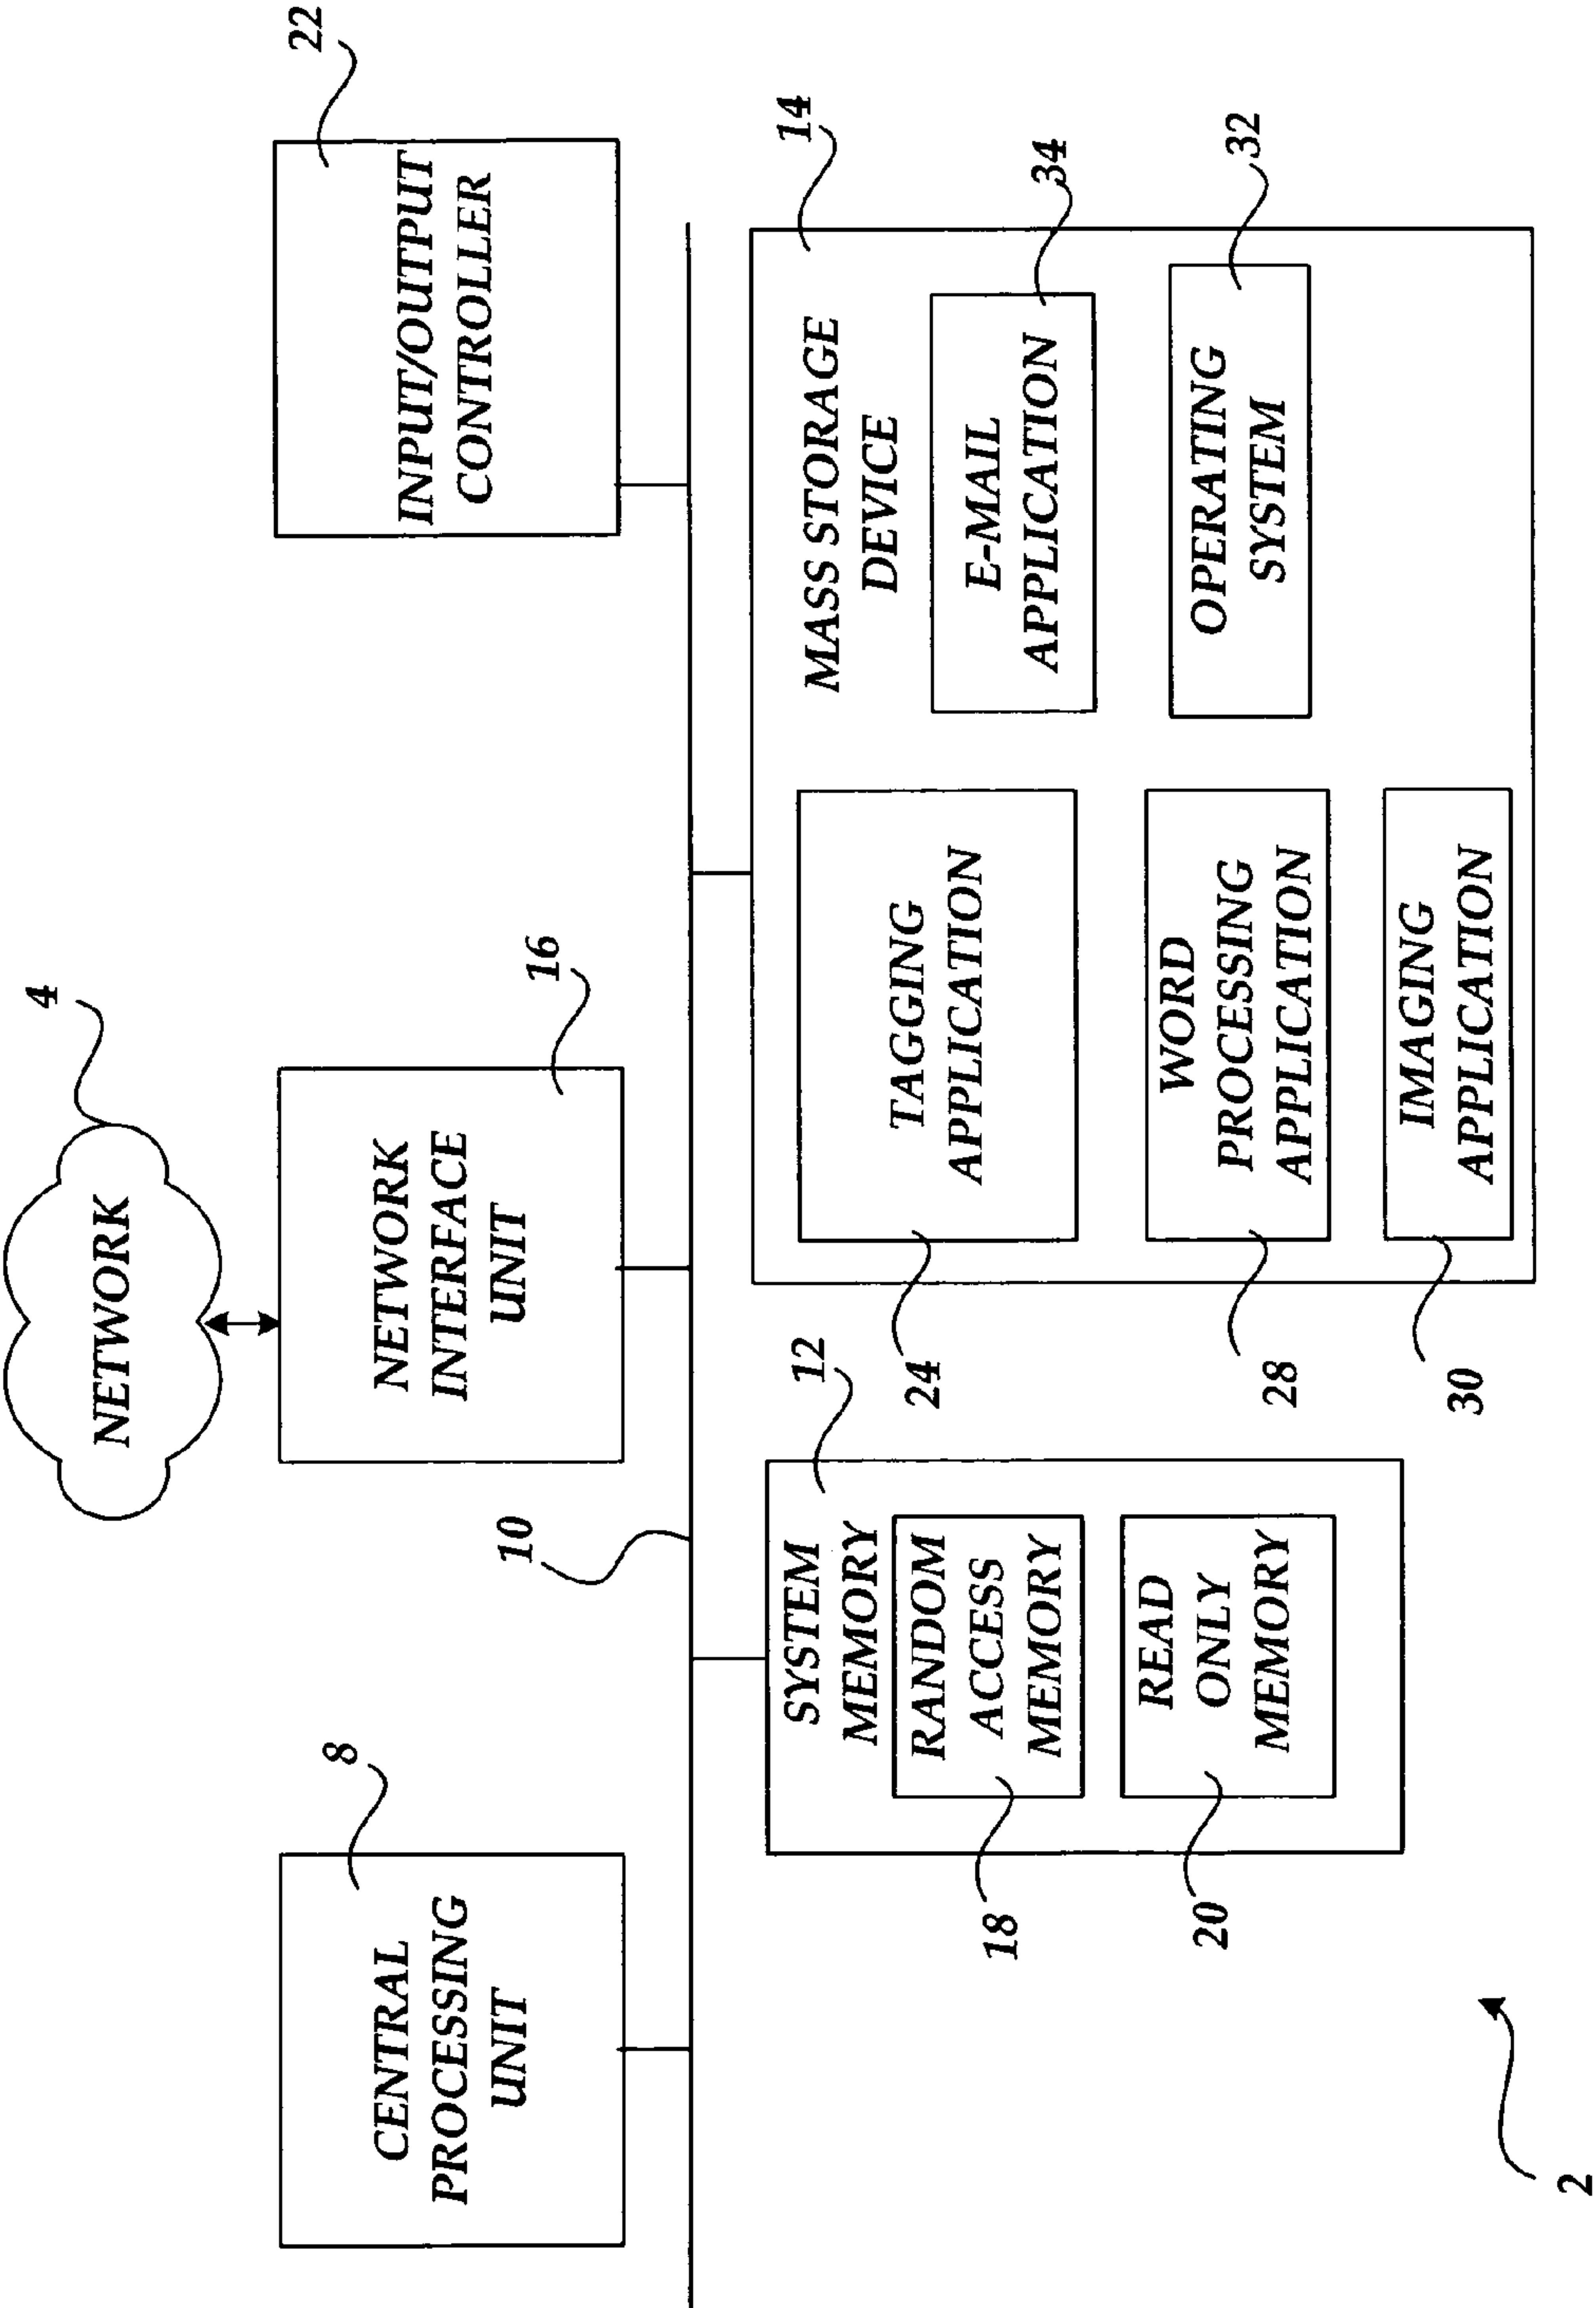 4
NETWORK
8
16
22
CENTRAL
PROCESSING
UNIT
NETWORK
INTERFACE
UNIT
INPUT/OUTPUT
CONTROLLER
10
12
14
SYSTEM
MEMORY
RANDOM
ACCESS
MEMORY
18
READ
ONLY
MEMORY
20
MASS STORAGE
DEVICE
TAGGING
APPLICATION
24
E-MAIL
APPLICATION
34
WORD
PROCESSING
APPLICATION
28
OPERATING
SYSTEM
32
IMAGING
APPLICATION
30
2